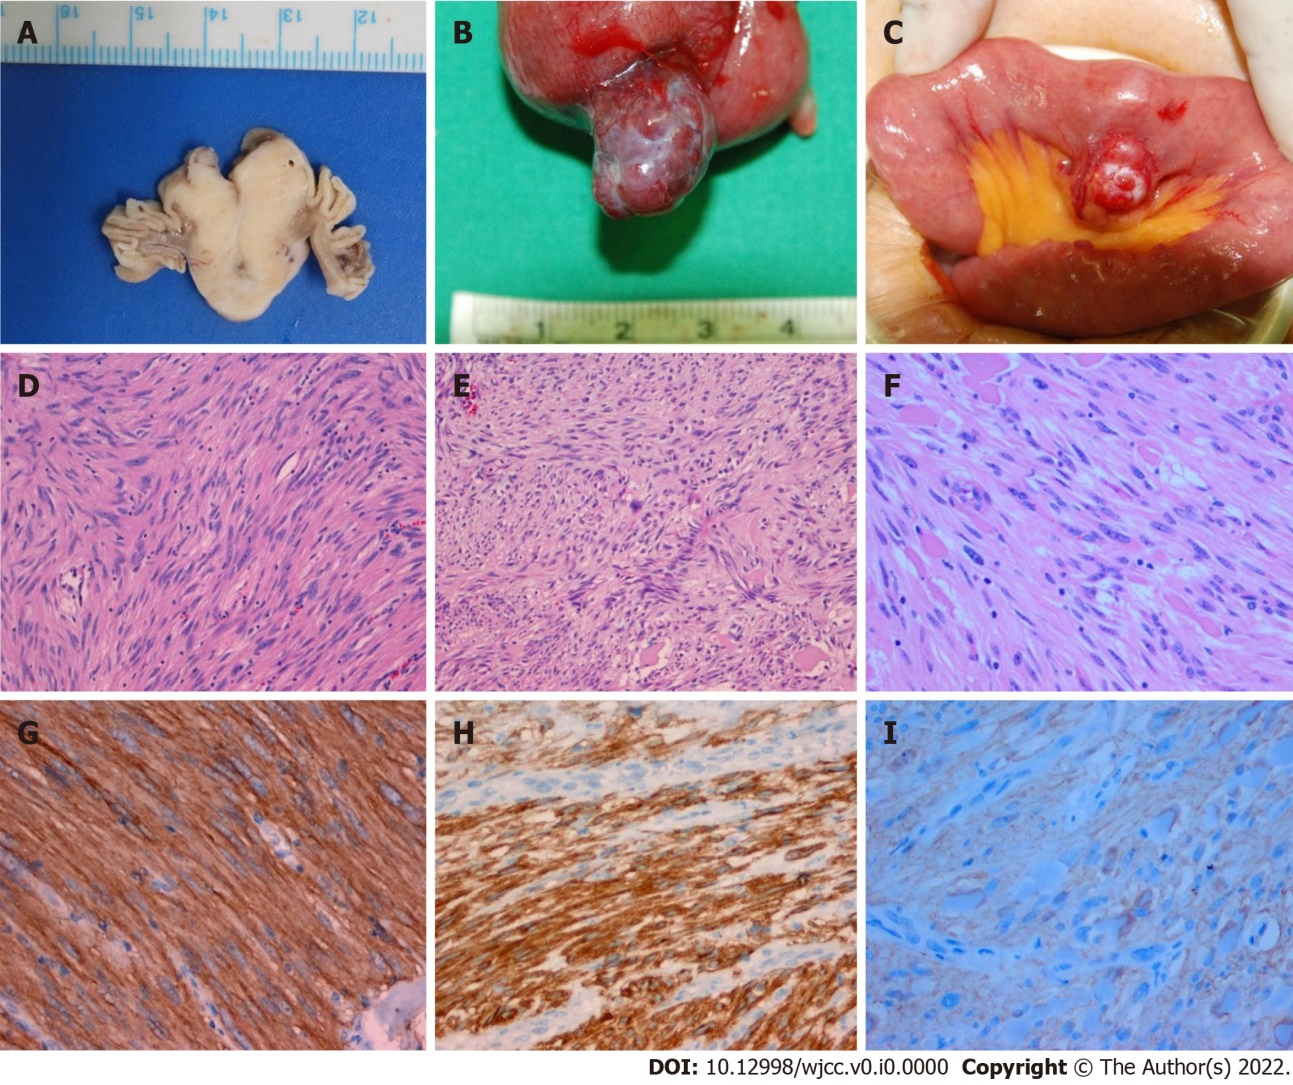 A
B
C
16 15 14 13 12
1 2 3 4
D
E
F
G
H
I
DOI: 10.12998/wjcc.v0.i0.0000 Copyright © The Author(s) 2022.